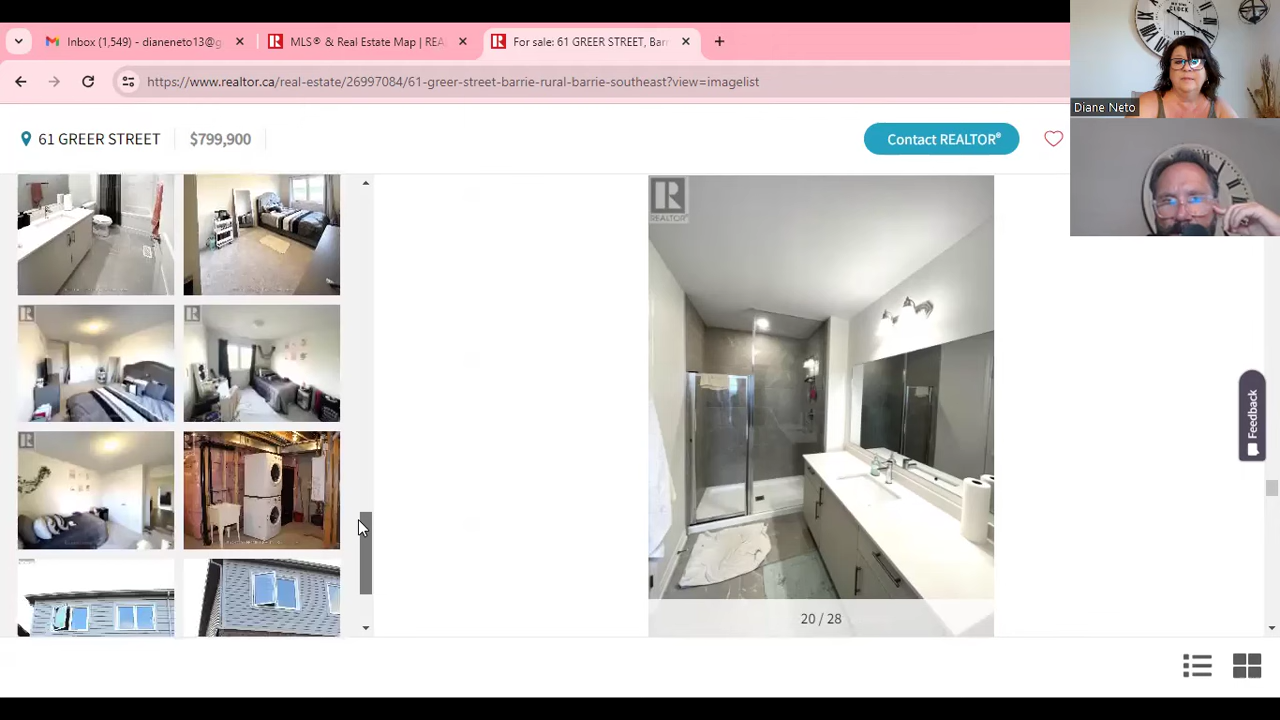 Inbox (1,549) - dianeneto13@g
MLS® & Real Estate Map | REA
For sale: 61 GREER STREET, Barr
https://www.realtor.ca/real-estate/26997084/61-greer-street-barrie-rural-barrie-southeast?view=imagelist
61 GREER STREET
$799,900
Contact REALTOR®
Diane Neto
REALTOR®
Feedback
20 / 28